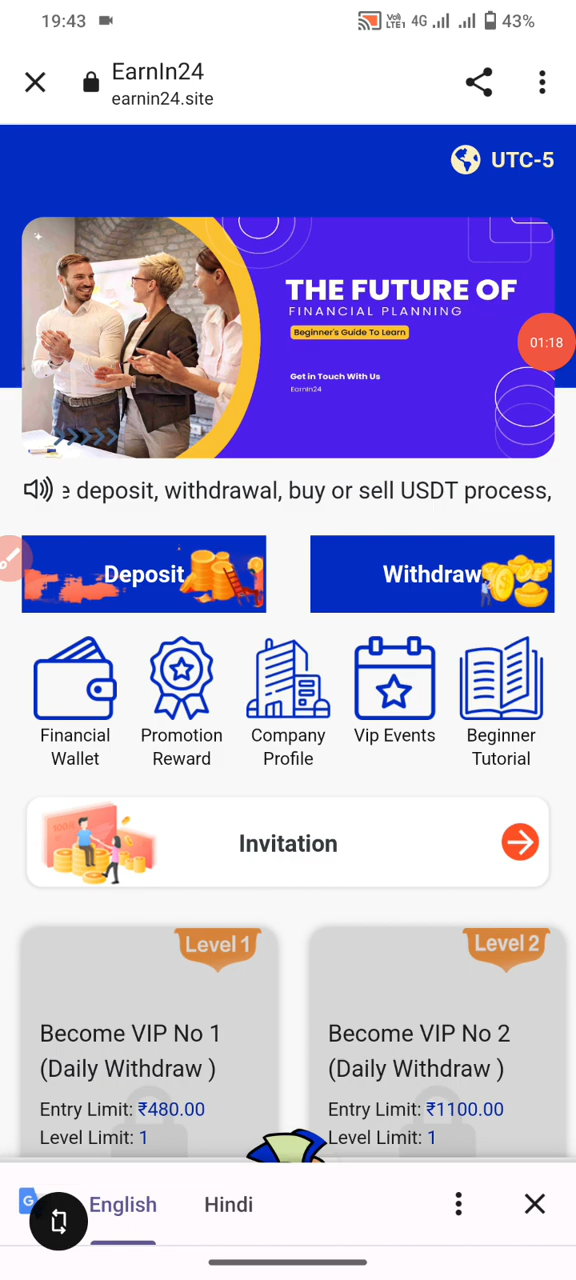 19:43
Vo) LTE1 4G 43%
EarnIn24
earnin24.site
UTC-5
THE FUTURE OF
FINANCIAL PLANNING
Beginner's Guide To Learn
Get in Touch With Us
EarnIn24
01:18
e deposit, withdrawal, buy or sell USDT process,
Deposit
Withdraw
Financial
Wallet
Promotion
Reward
Company
Profile
Vip Events
Beginner
Tutorial
Invitation
Level 1
Become VIP No 1
(Daily Withdraw )
Entry Limit: ₹480.00
Level Limit: 1
Level 2
Become VIP No 2
(Daily Withdraw )
Entry Limit: ₹1100.00
Level Limit: 1
G
English
Hindi